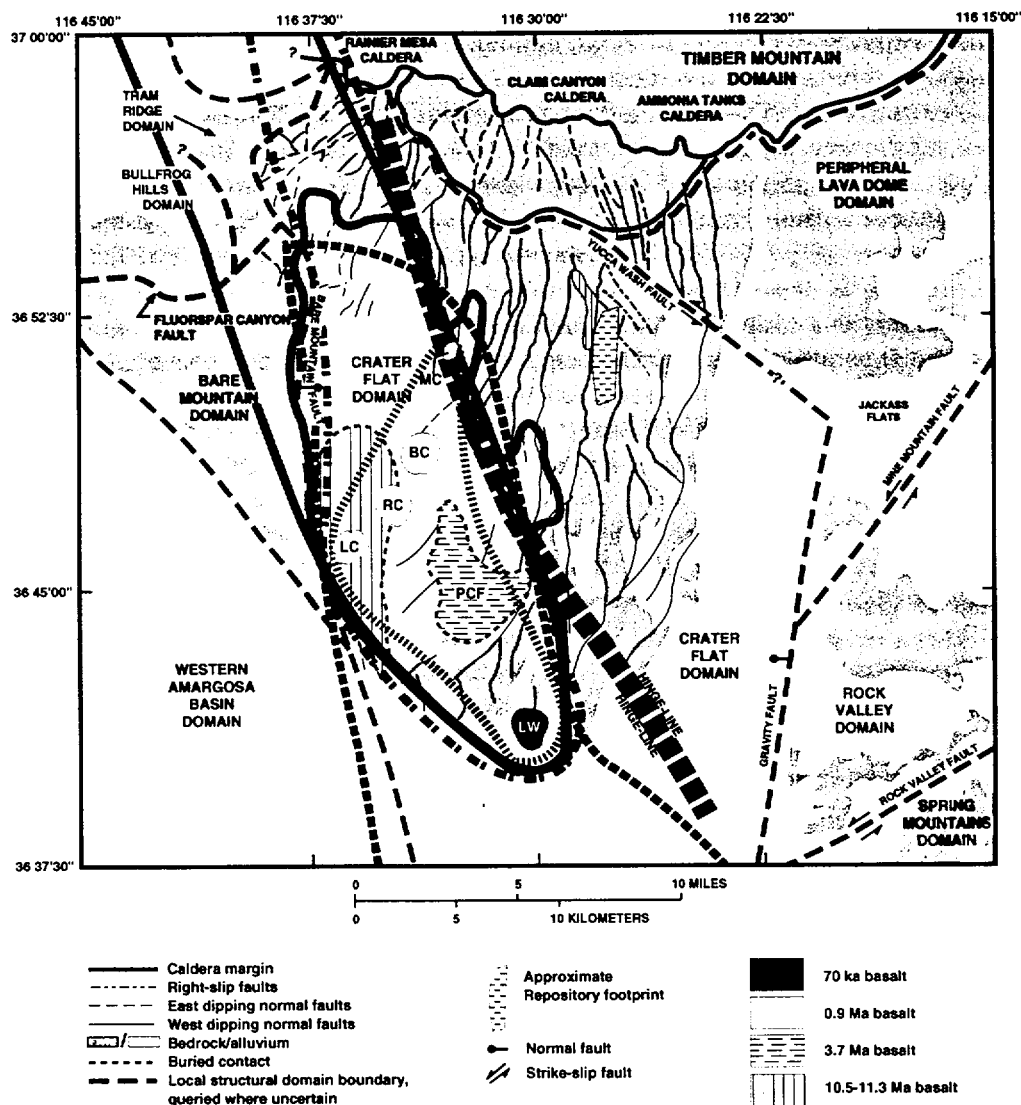 116 45'00"
116 37'30"
116 30'00"
116 22'30"
116 15'00"
37 00'00"
36 52'30"
36 45'00"
36 37'30"
?
RAINIER MESA
CALDERA
TIMBER MOUNTAIN
DOMAIN
CLAIM CANYON
CALDERA
AMMONIA TANKS
CALDERA
TRAM
RIDGE
DOMAIN
?
BULLFROG
HILLS
DOMAIN
PERIPHERAL
LAVA DOME
DOMAIN
YUCCA WASH FAULT
FLUORSPAR CANYON
FAULT
BARE MOUNTAIN FAULT
CRATER
FLAT
DOMAIN
MC
BARE
MOUNTAIN
DOMAIN
?
JACKASS
FLATS
MINE MOUNTAIN FAULT
BC
RC
LC
PCF
WESTERN
AMARGOSA
BASIN
DOMAIN
CRATER
FLAT
DOMAIN
HINGE-LINE
HINGE-LINE
GRAVITY FAULT
ROCK
VALLEY
DOMAIN
LW
ROCK VALLEY FAULT
SPRING
MOUNTAINS
DOMAIN
0 5 10 MILES
0 5 10 KILOMETERS
Caldera margin
Right-slip faults
East dipping normal faults
West dipping normal faults
/ Bedrock/alluvium
Buried contact
Local structural domain boundary,
queried where uncertain
Approximate
Repository footprint
Normal fault
Strike-slip fault
70 ka basalt
0.9 Ma basalt
3.7 Ma basalt
10.5-11.3 Ma basalt